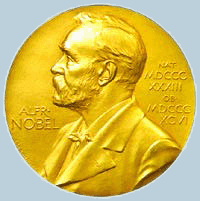 ALFR·
NOBEL
NAT·
MDCCC
XXXIII
OB·
MDCCC
XCVI